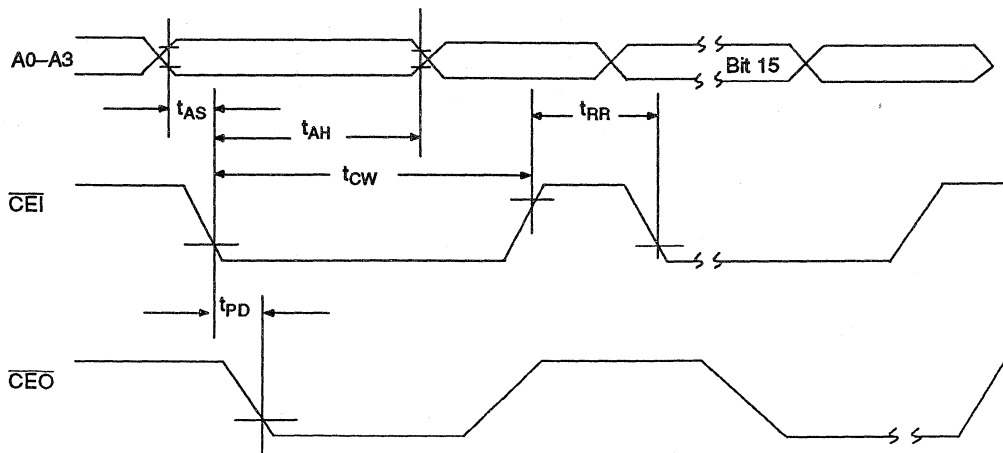 A0–A3
Bit 15
tAS
tRR
tAH
tCW
CEI
tPD
CEO